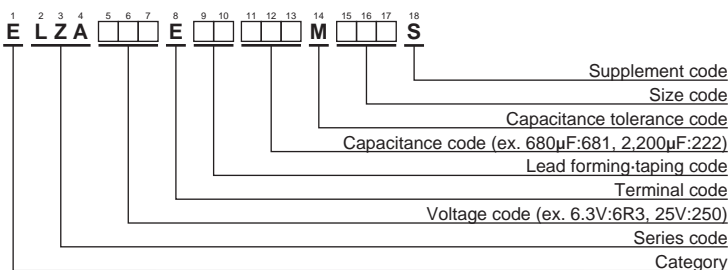 1 2 3 4 5 6 7 8 9 10 11 12 13 14 15 16 17 18
E L Z A □□□ E □□ □□□ M □□□ S
Supplement code
Size code
Capacitance tolerance code
Capacitance code (ex. 680μF:681, 2,200μF:222)
Lead forming·taping code
Terminal code
Voltage code (ex. 6.3V:6R3, 25V:250)
Series code
Category